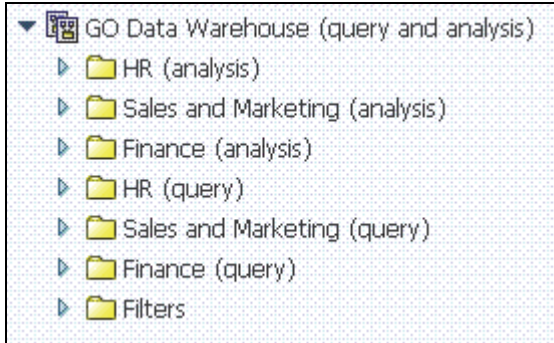 GO Data Warehouse (query and analysis)
HR (analysis)
Sales and Marketing (analysis)
Finance (analysis)
HR (query)
Sales and Marketing (query)
Finance (query)
Filters